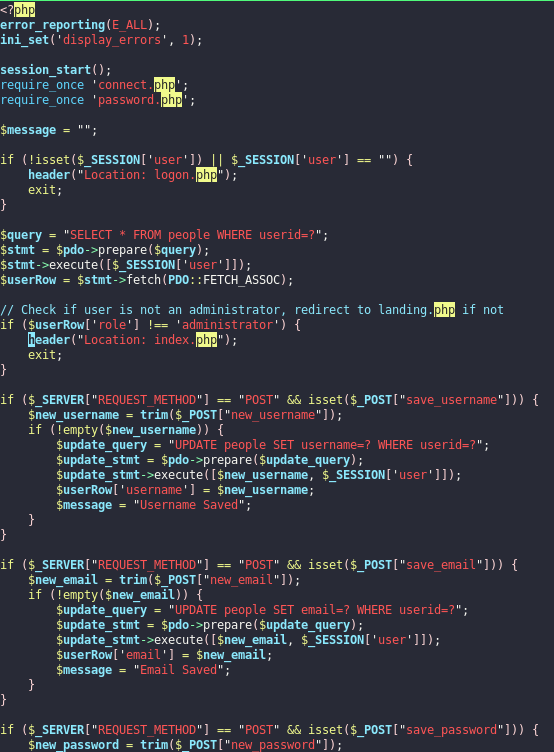 <?php
error_reporting(E_ALL);
ini_set('display_errors', 1);

session_start();
require_once 'connect.php';
require_once 'password.php';

$message = "";

if (!isset($_SESSION['user']) || $_SESSION['user'] == "") {
    header("Location: logon.php");
    exit;
}

$query = "SELECT * FROM people WHERE userid=?";
$stmt = $pdo->prepare($query);
$stmt->execute([$_SESSION['user']]);
$userRow = $stmt->fetch(PDO::FETCH_ASSOC);

// Check if user is not an administrator, redirect to landing.php if not
if ($userRow['role'] !== 'administrator') {
    header("Location: index.php");
    exit;
}

if ($_SERVER["REQUEST_METHOD"] == "POST" && isset($_POST["save_username"])) {
    $new_username = trim($_POST["new_username"]);
    if (!empty($new_username)) {
        $update_query = "UPDATE people SET username=? WHERE userid=?";
        $update_stmt = $pdo->prepare($update_query);
        $update_stmt->execute([$new_username, $_SESSION['user']]);
        $userRow['username'] = $new_username;
        $message = "Username Saved";
    }
}

if ($_SERVER["REQUEST_METHOD"] == "POST" && isset($_POST["save_email"])) {
    $new_email = trim($_POST["new_email"]);
    if (!empty($new_email)) {
        $update_query = "UPDATE people SET email=? WHERE userid=?";
        $update_stmt = $pdo->prepare($update_query);
        $update_stmt->execute([$new_email, $_SESSION['user']]);
        $userRow['email'] = $new_email;
        $message = "Email Saved";
    }
}

if ($_SERVER["REQUEST_METHOD"] == "POST" && isset($_POST["save_password"])) {
    $new_password = trim($_POST["new_password"]);